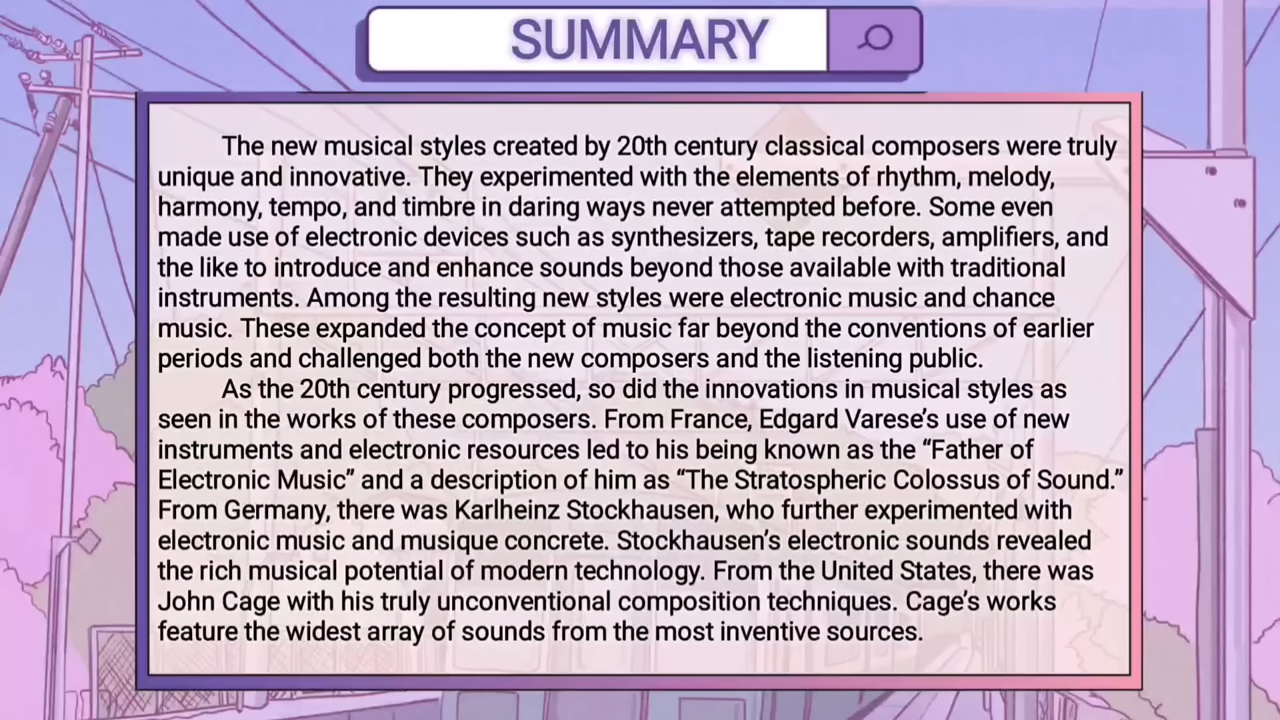 SUMMARY
The new musical styles created by 20th century classical composers were truly
unique and innovative. They experimented with the elements of rhythm, melody,
harmony, tempo, and timbre in daring ways never attempted before. Some even
made use of electronic devices such as synthesizers, tape recorders, amplifiers, and
the like to introduce and enhance sounds beyond those available with traditional
instruments. Among the resulting new styles were electronic music and chance
music. These expanded the concept of music far beyond the conventions of earlier
periods and challenged both the new composers and the listening public.
As the 20th century progressed, so did the innovations in musical styles as
seen in the works of these composers. From France, Edgard Varese’s use of new
instruments and electronic resources led to his being known as the “Father of
Electronic Music” and a description of him as “The Stratospheric Colossus of Sound.”
From Germany, there was Karlheinz Stockhausen, who further experimented with
electronic music and musique concrete. Stockhausen’s electronic sounds revealed
the rich musical potential of modern technology. From the United States, there was
John Cage with his truly unconventional composition techniques. Cage’s works
feature the widest array of sounds from the most inventive sources.